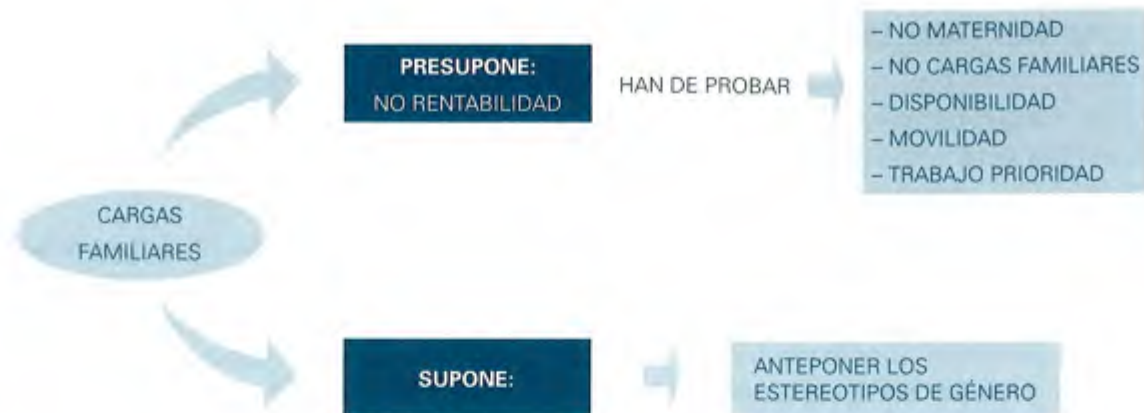 CARGAS
FAMILIARES
PRESUPONE:
NO RENTABILIDAD
HAN DE PROBAR
– NO MATERNIDAD
– NO CARGAS FAMILIARES
– DISPONIBILIDAD
– MOVILIDAD
– TRABAJO PRIORIDAD
SUPONE:
ANTEPONER LOS
ESTEREOTIPOS DE GÉNERO